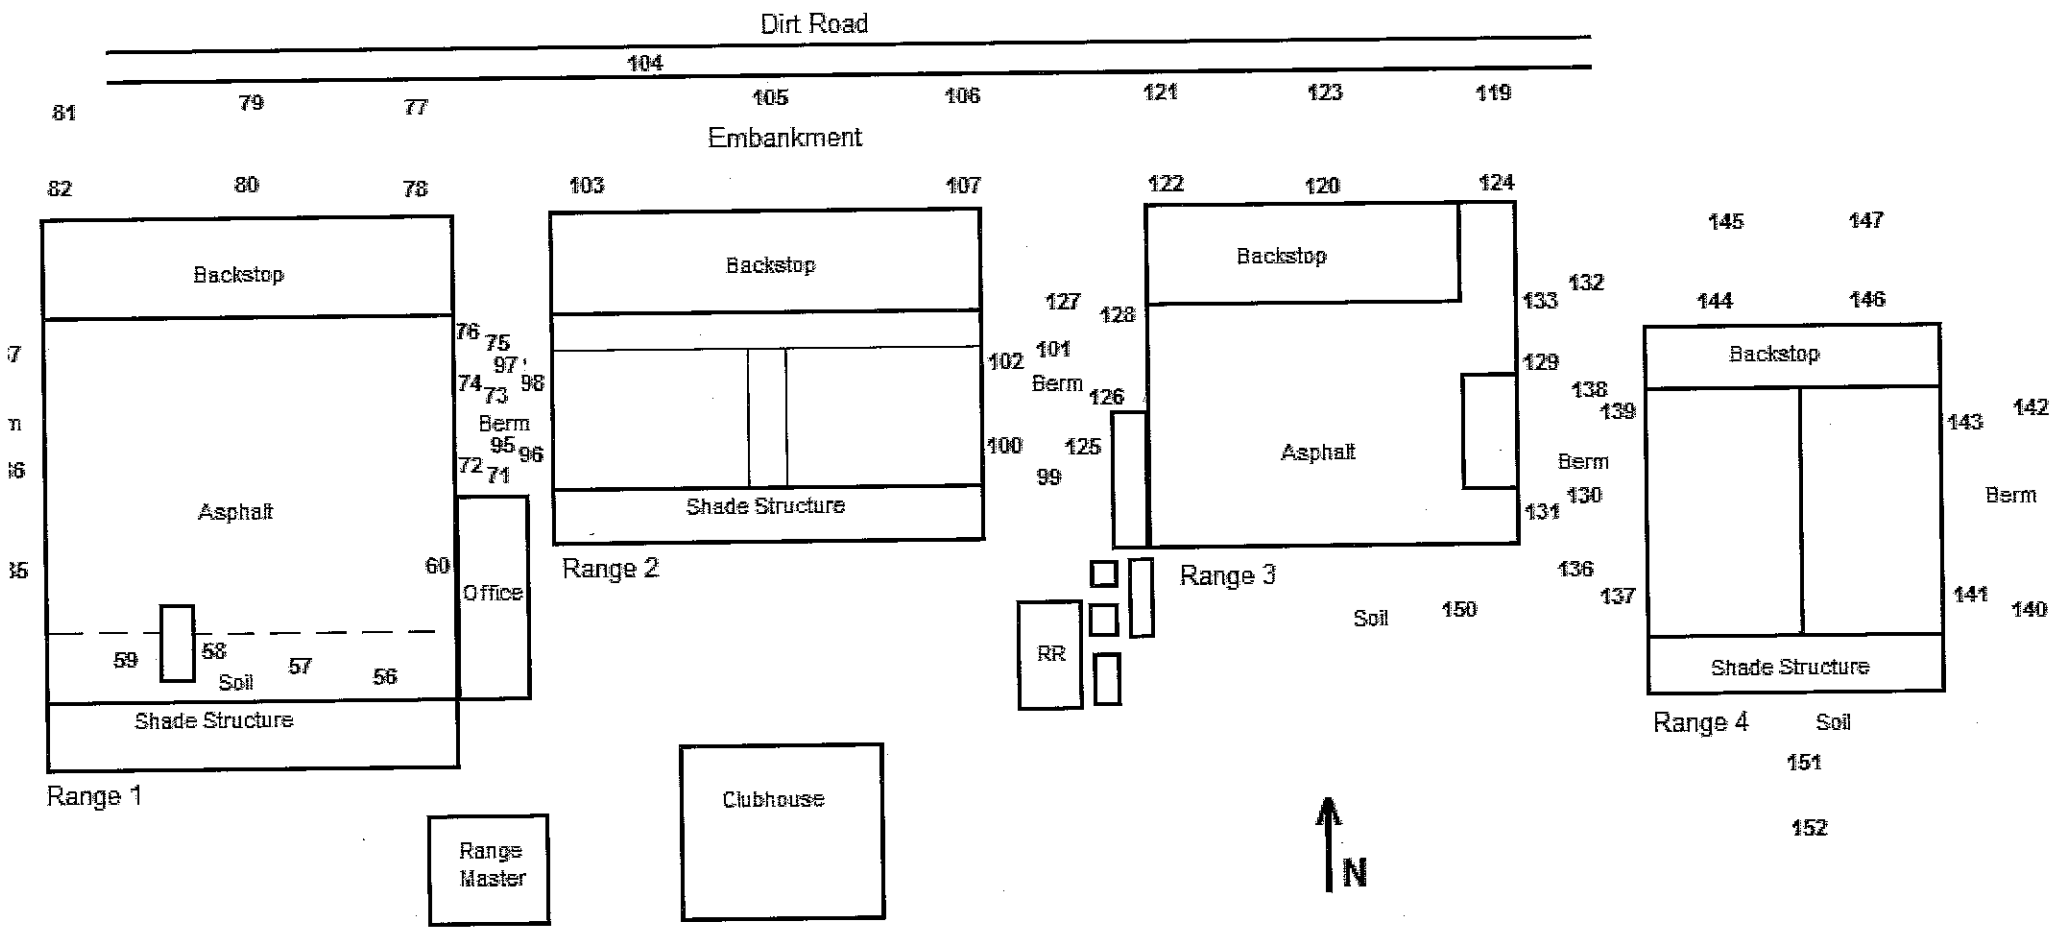 Dirt Road
104
81 79 77 105 106 121 123 119
Embankment
82 80 78 103 107 122 120 124
145 147
Backstop Backstop Backstop
127 128 133 132 144 146
76 75 97 101 102 129 Backstop
74 73 98 Berm 126 138 139
Berm 95 96 100 125 143 142
72 71 99 Asphalt Berm Berm
Asphalt Shade Structure 131 130
60 Range 2 Range 3 136 137
Office Soil 150 141 140
59 58 57 56 RR
Soil Shade Structure
Shade Structure Range 4 Soil
151
Range 1 Clubhouse
152
Range
Master N